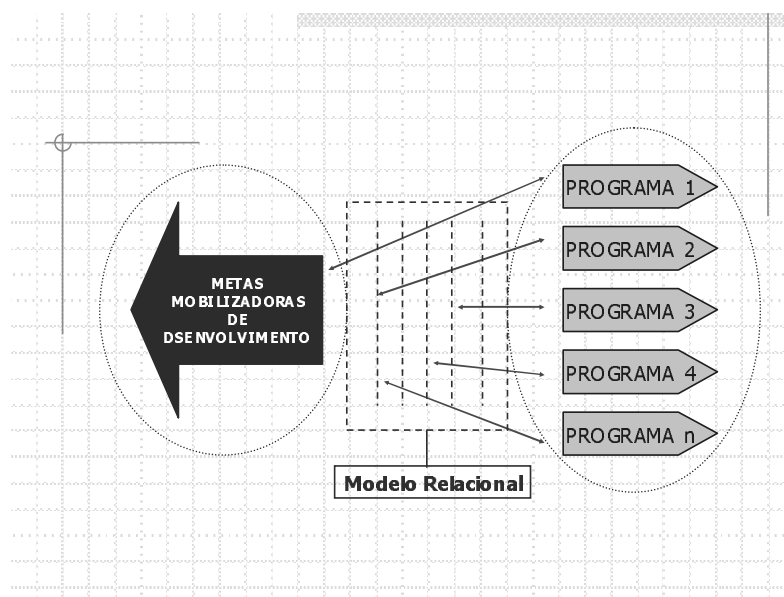 METAS
MOBILIZADORAS
DE
DSENVOLVIMENTO
PROGRAMA 1
PROGRAMA 2
PROGRAMA 3
PROGRAMA 4
PROGRAMA n
Modelo Relacional